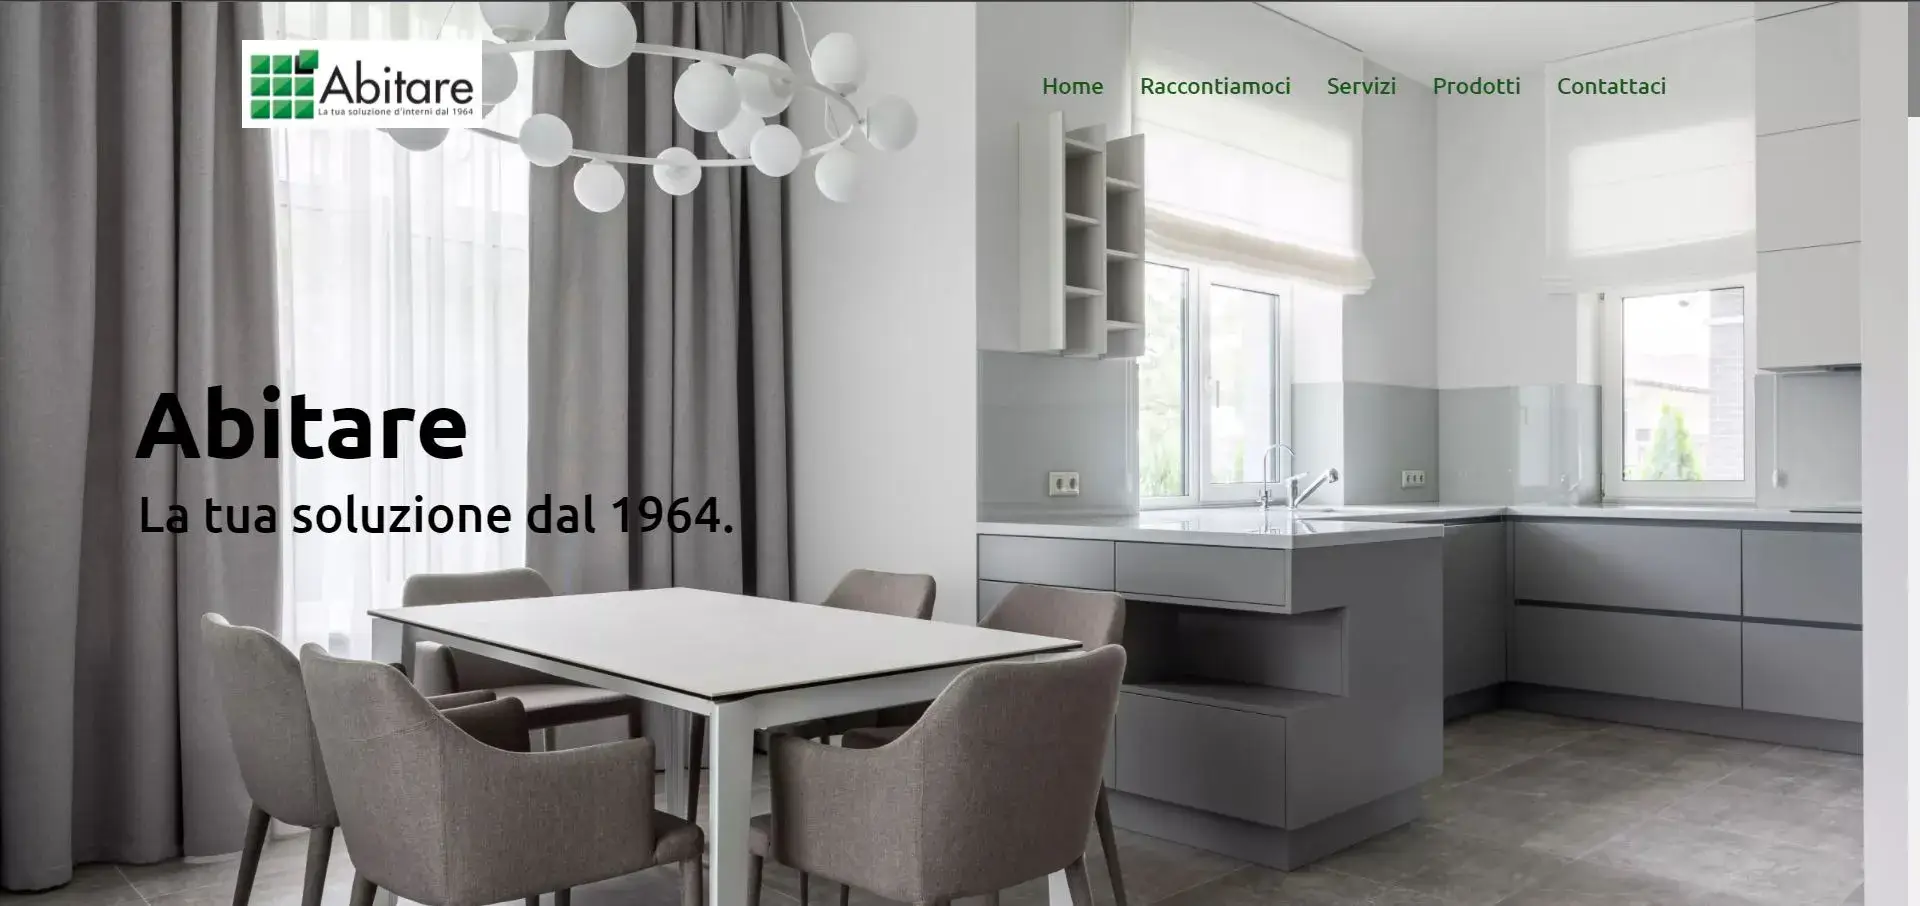 Abitare
La tua soluzione d'interni dal 1964
Home Raccontiamoci Servizi Prodotti Contattaci
Abitare
La tua soluzione dal 1964.